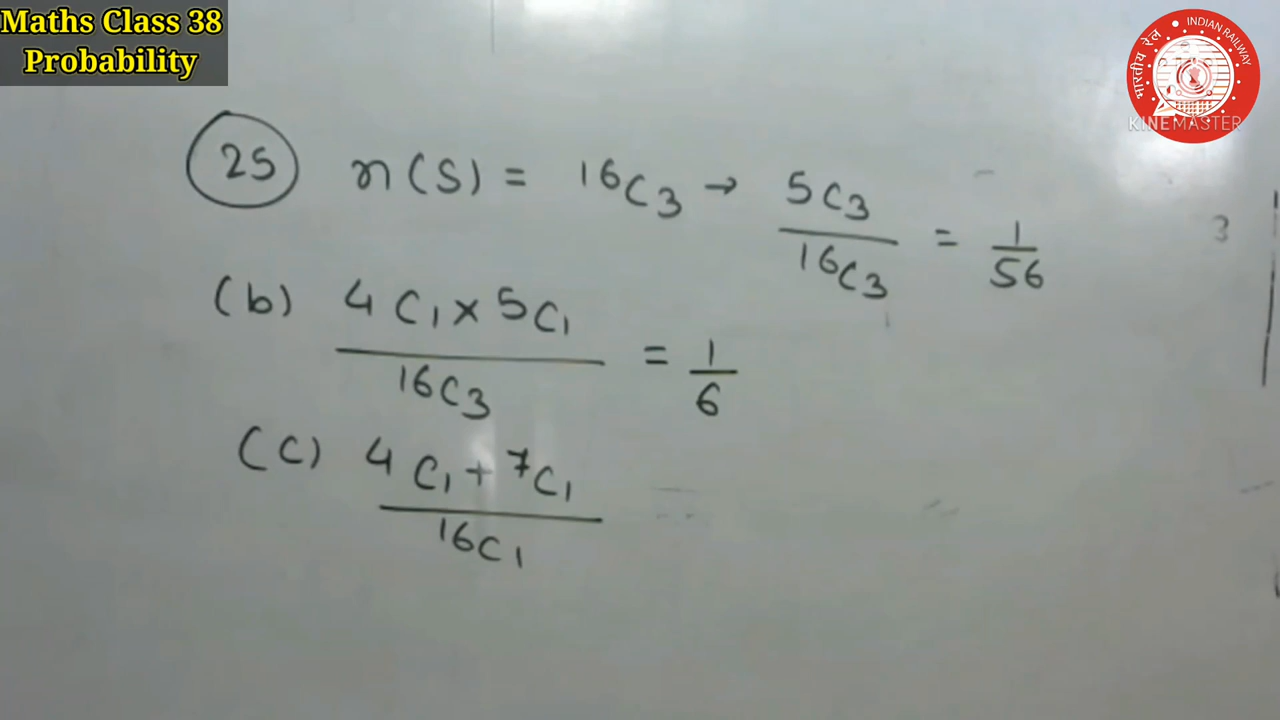 Maths Class 38
Probability
भारतीय रेल • INDIAN RAILWAY
KINEMASTER
25 n(S) = 16C3 → 5C3/16C3 = 1/56
3
(b) 4C1 × 5C1/16C3 = 1/6
(c) 4C1 + 7C1/16C1